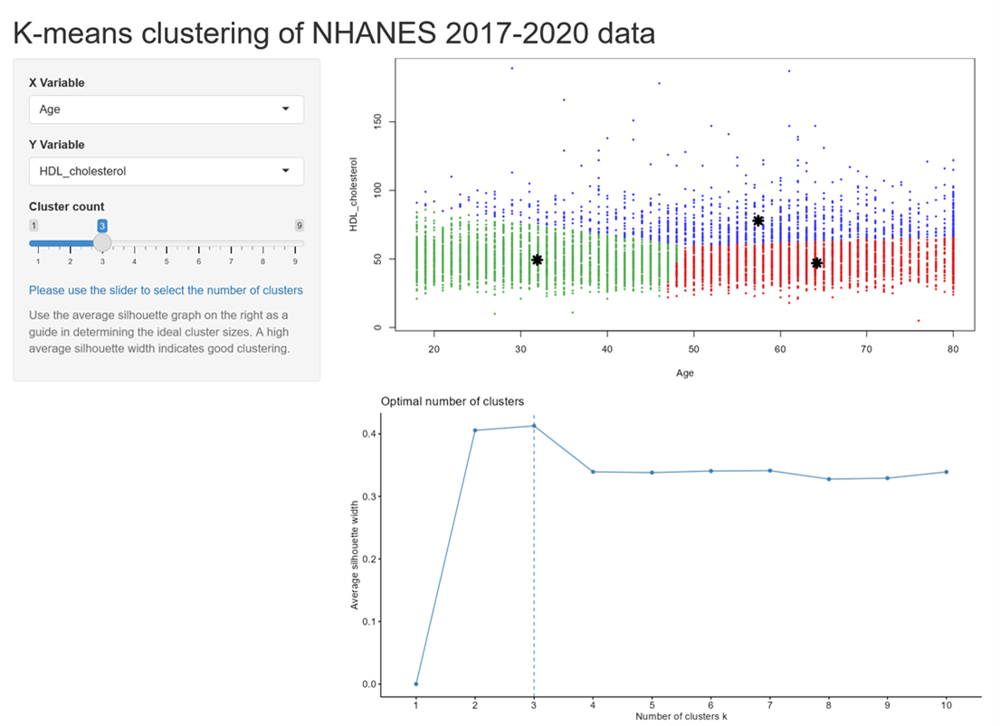 K-means clustering of NHANES 2017-2020 data
X Variable
Age
Y Variable
HDL_cholesterol
Cluster count
1 3 9
1 2 3 4 5 6 7 8 9
Please use the slider to select the number of clusters
Use the average silhouette graph on the right as a
guide in determining the ideal cluster sizes. A high
average silhouette width indicates good clustering.
HDL_cholesterol
150
100
50
0
20 30 40 50 60 70 80
Age
Optimal number of clusters
Average silhouette width
0.4
0.3
0.2
0.1
0.0
1 2 3 4 5 6 7 8 9 10
Number of clusters k